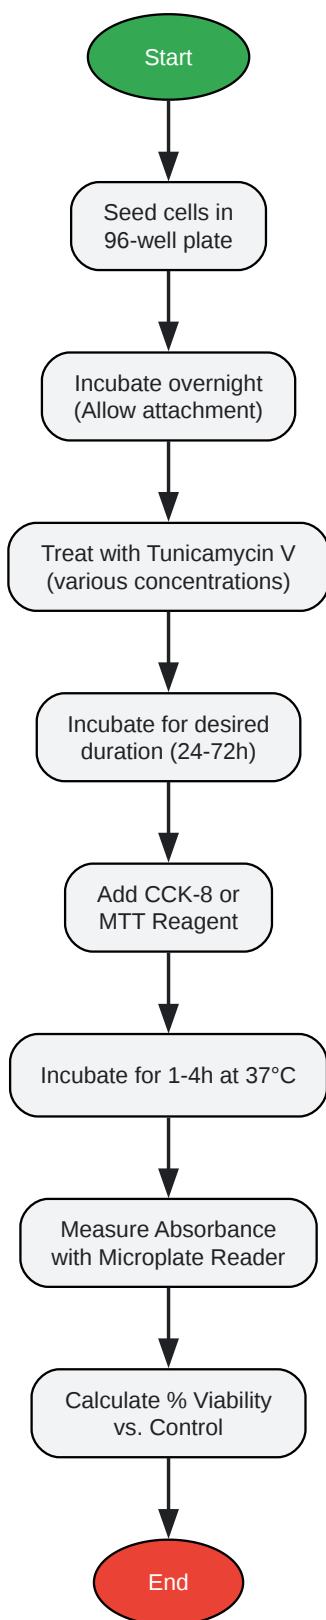 Start
Seed cells in
96-well plate
Incubate overnight
(Allow attachment)
Treat with Tunicamycin V
(various concentrations)
Incubate for desired
duration (24-72h)
Add CCK-8 or
MTT Reagent
Incubate for 1-4h at 37°C
Measure Absorbance
with Microplate Reader
Calculate % Viability
vs. Control
End